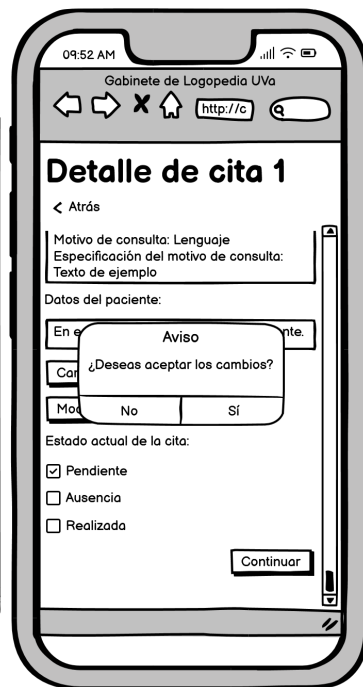 09:52 AM
Gabinete de Logopedia UVa
http://c
Detalle de cita 1
Atrás
Motivo de consulta: Lenguaje
Especificación del motivo de consulta:
Texto de ejemplo
Datos del paciente:
En e
nte.
Aviso
¿Deseas aceptar los cambios?
No
Sí
Estado actual de la cita:
Pendiente
Ausencia
Realizada
Continuar